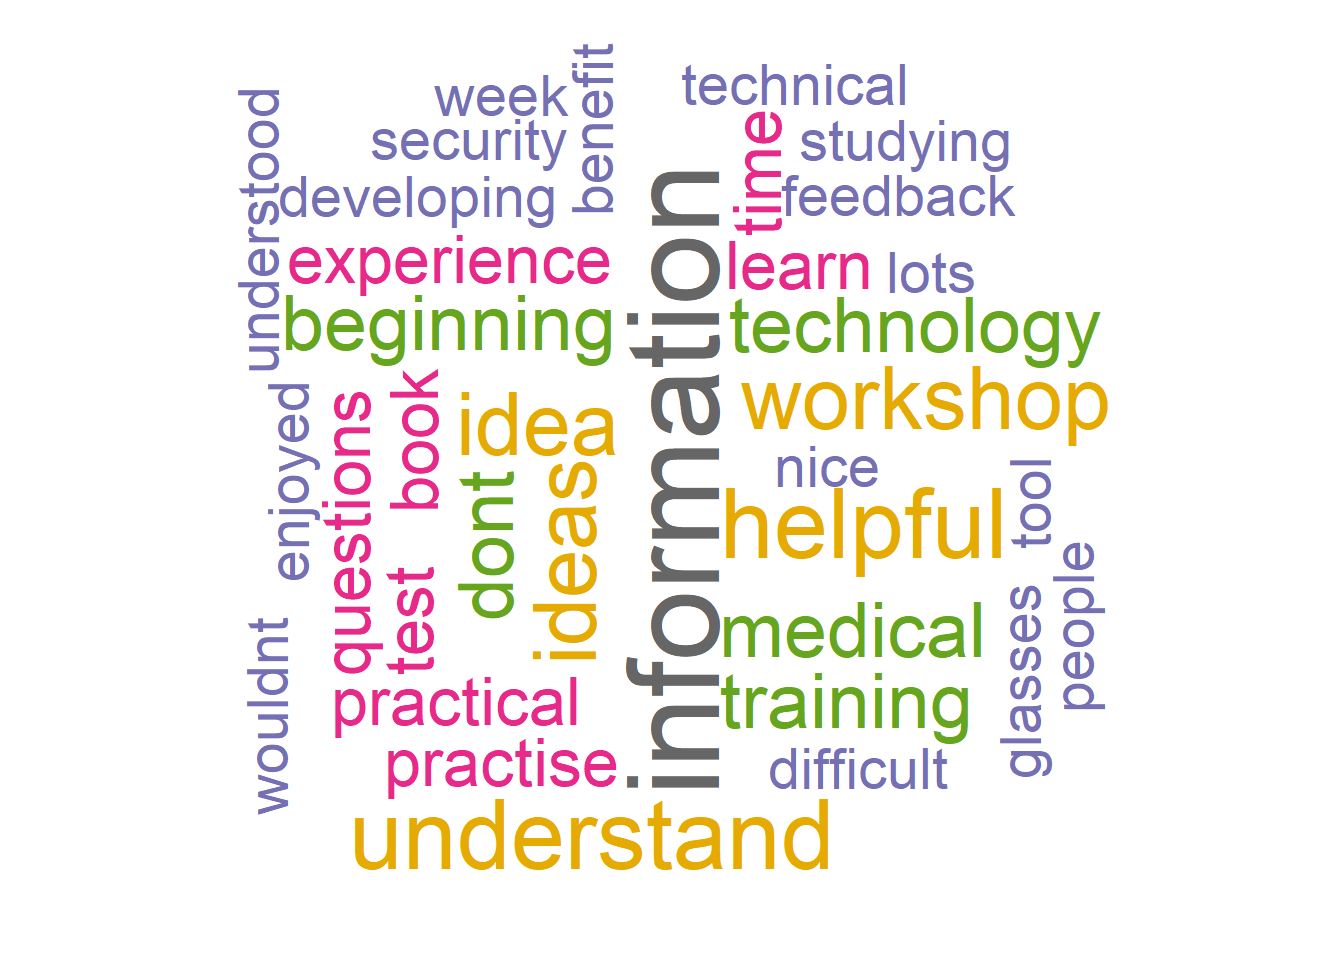 week
benefit
technical
security
time
studying
understood
developing
feedback
experience
information
learn
lots
beginning
technology
book
idea
workshop
enjoyed
questions
dont
ideas
nice
helpful
tool
test
people
wouldnt
medical
glasses
practical
training
practise
difficult
understand